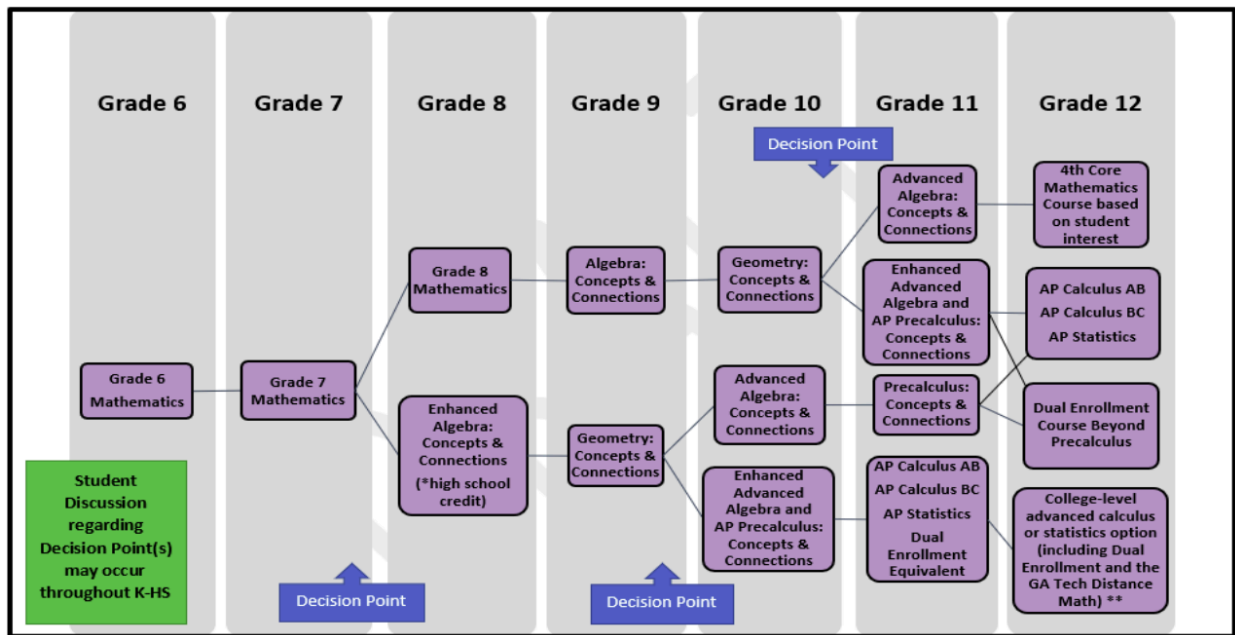 Grade 6
Grade 7
Grade 8
Grade 9
Grade 10
Grade 11
Grade 12
Decision Point
Grade 6
Mathematics
Grade 7
Mathematics
Grade 8
Mathematics
Enhanced
Algebra:
Concepts &
Connections
(*high school
credit)
Algebra:
Concepts &
Connections
Geometry:
Concepts &
Connections
Geometry:
Concepts &
Connections
Advanced
Algebra:
Concepts &
Connections
Enhanced
Advanced
Algebra and
AP Precalculus:
Concepts &
Connections
Advanced
Algebra:
Concepts &
Connections
Enhanced
Advanced
Algebra and
AP Precalculus:
Concepts &
Connections
Precalculus:
Concepts &
Connections
AP Calculus AB
AP Calculus BC
AP Statistics
Dual
Enrollment
Equivalent
4th Core
Mathematics
Course based
on student
interest
AP Calculus AB
AP Calculus BC
AP Statistics
Dual Enrollment
Course Beyond
Precalculus
College-level
advanced calculus
or statistics option
(including Dual
Enrollment and the
GA Tech Distance
Math) **
Student
Discussion
regarding
Decision Point(s)
may occur
throughout K-HS
Decision Point
Decision Point